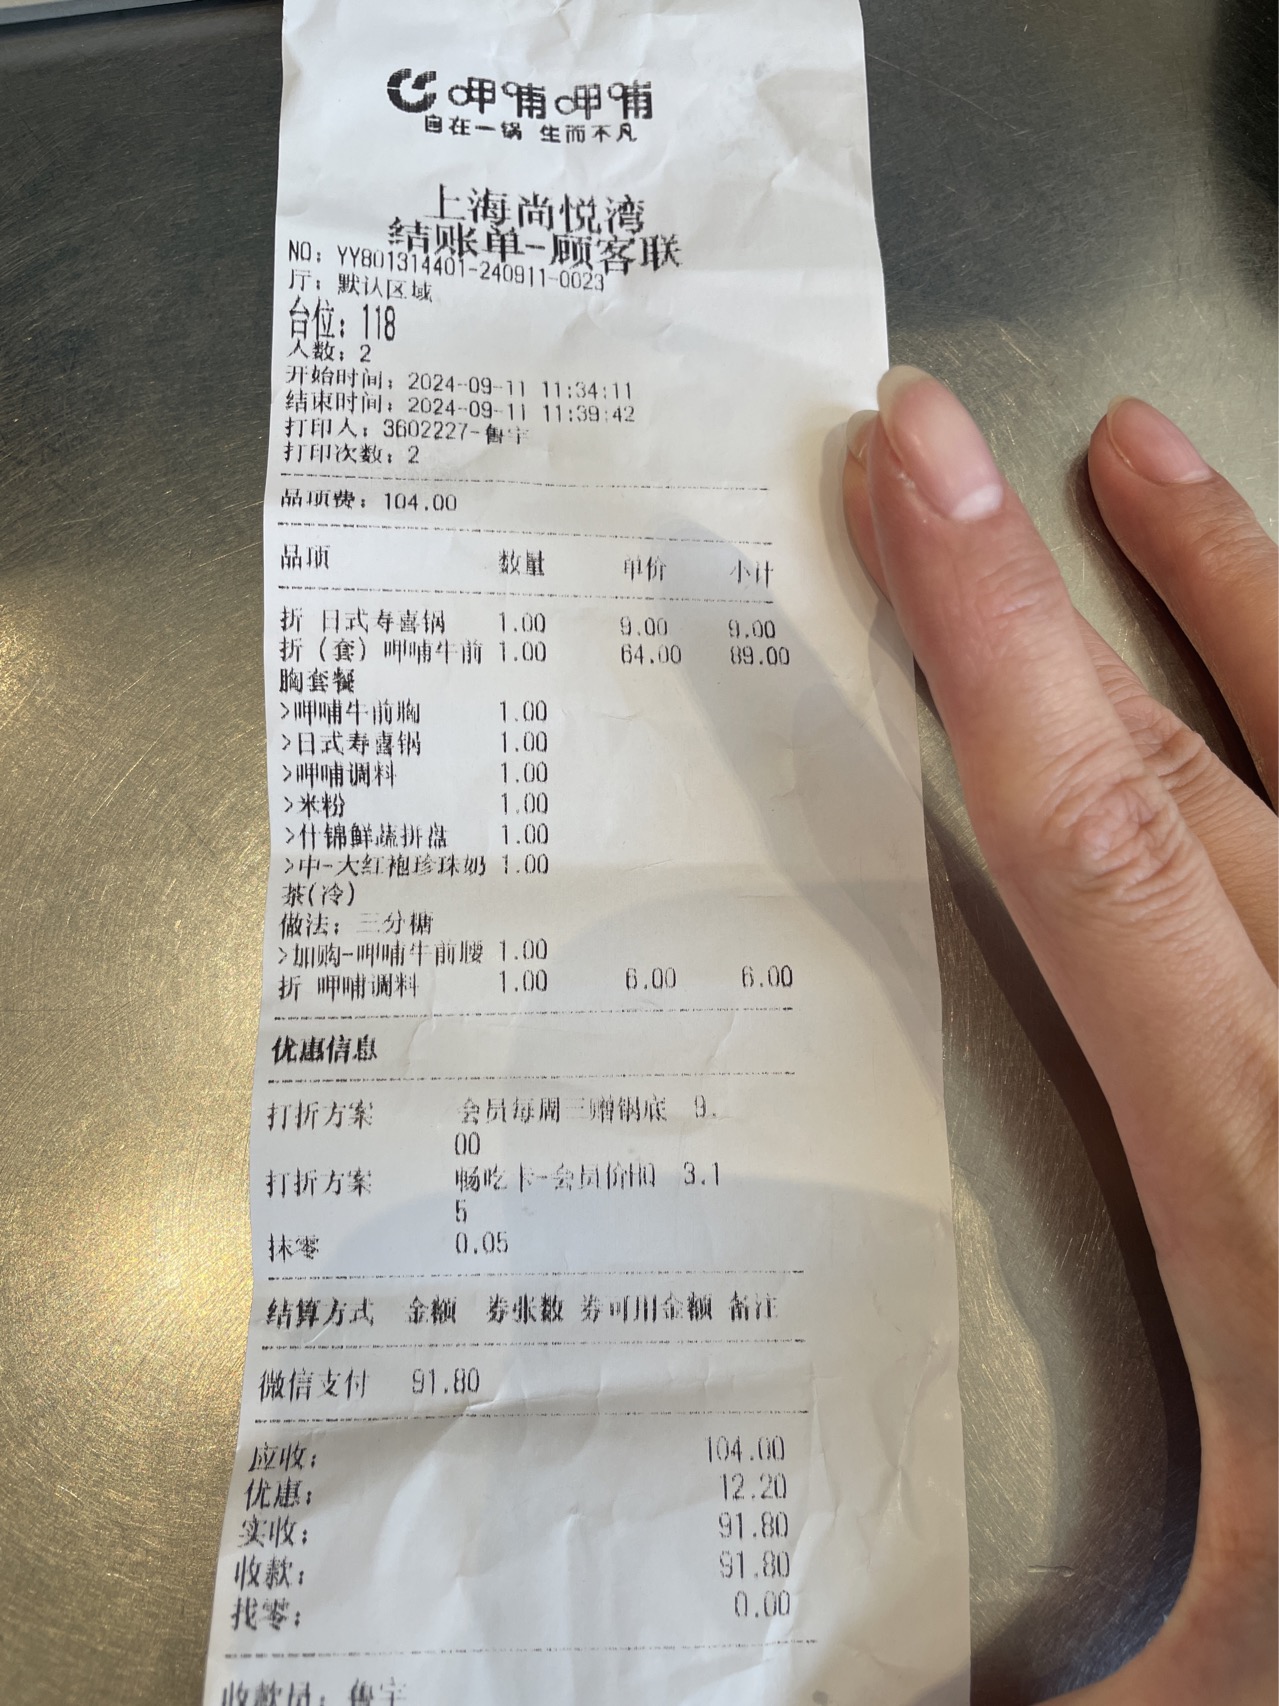 呷哺呷哺
自在一锅 生而不凡
上海尚悦湾
结账单-顾客联
NO：YY801314401-240911-0023
厅：默认区域
台位：118
人数：2
开始时间：2024-09-11 11:34:11
结束时间：2024-09-11 11:39:42
打印人：3602227-鲁宇
打印次数：2
品项费：104.00
品项 数量 单价 小计
折 日式寿喜锅 1.00 9.00 9.00
折（套）呷哺牛前 1.00 64.00 89.00
胸套餐
>呷哺牛前胸 1.00
>日式寿喜锅 1.00
>呷哺调料 1.00
>米粉 1.00
>什锦鲜蔬拼盘 1.00
>中-大红袍珍珠奶 1.00
茶(冷)
做法：三分糖
>加购-呷哺牛前腰 1.00
折 呷哺调料 1.00 6.00 6.00
优惠信息
打折方案 会员每周三赠锅底 9.
00
打折方案 畅吃卡-会员价HQ 3.1
5
抹零 0.05
结算方式 金额 券张数 券可用金额 备注
微信支付 91.80
应收： 104.00
优惠： 12.20
实收： 91.80
收款： 91.80
找零： 0.00
收款员：鲁宇